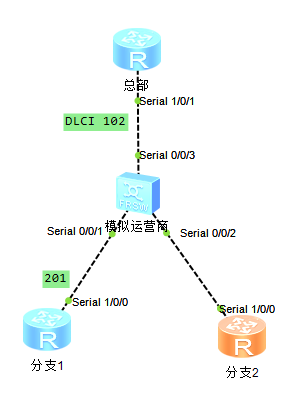 R
总部
Serial 1/0/1
DLCI 102
Serial 0/0/3
FRSW
模拟运营商
Serial 0/0/1
Serial 0/0/2
201
Serial 1/0/0
Serial 1/0/0
R
R
分支1
分支2